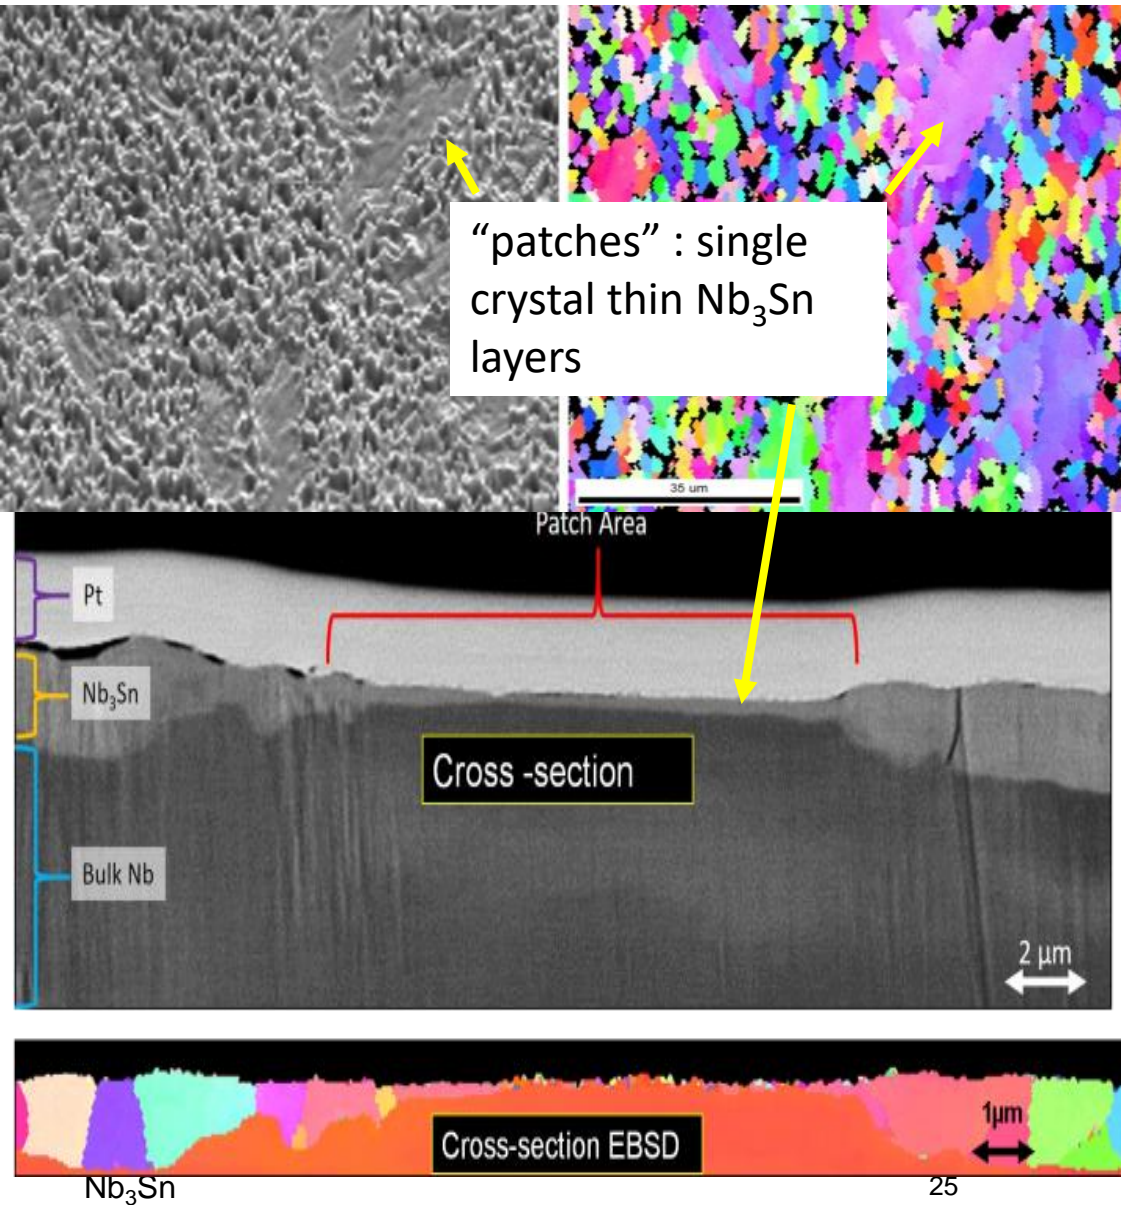 “patches” : single
crystal thin Nb₃Sn
layers
35 um
Patch Area
Pt
Nb₃Sn
Cross -section
Bulk Nb
2 µm
1µm
Cross-section EBSD
Nb₃Sn
25